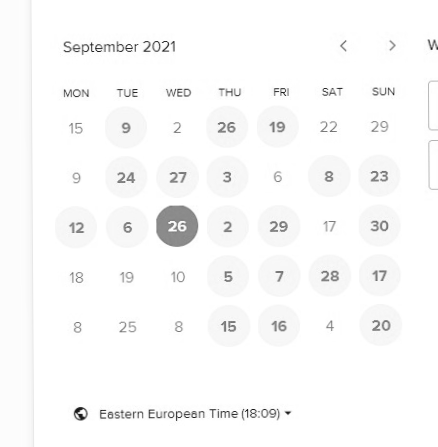 September 2021
W
MON TUE WED THU FRI SAT SUN
15 9 2 26 19 22 29
9 24 27 3 6 8 23
12 6 26 2 29 17 30
18 19 10 5 7 28 17
8 25 8 15 16 4 20
Eastern European Time (18:09)